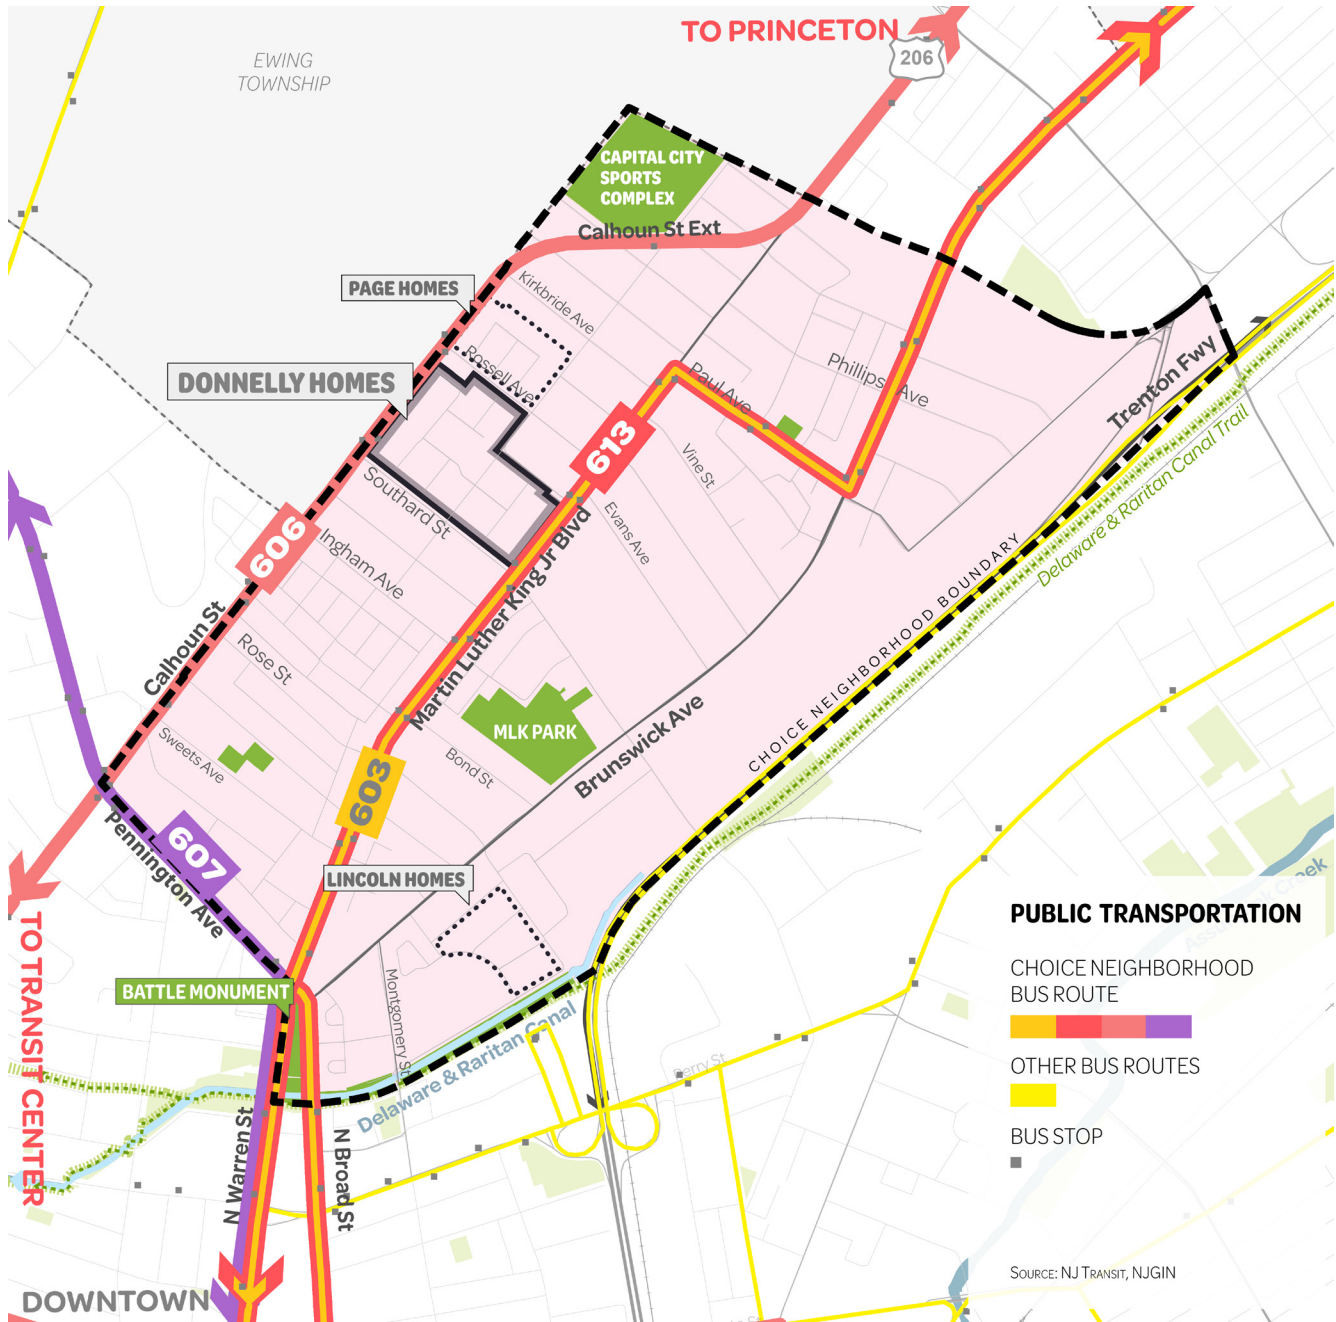 TO PRINCETON
206
EWING
TOWNSHIP
CAPITAL CITY
SPORTS
COMPLEX
Calhoun St Ext
PAGE HOMES
Kirkbride Ave
Rossell Ave
DONNELLY HOMES
Paul Ave
Phillips Ave
Trenton Fwy
613
Vine St
Southard St
Evans Ave
Delaware & Raritan Canal Trail
606
Ingham Ave
Martin Luther King Jr Blvd
CHOICE NEIGHBORHOOD BOUNDARY
Calhoun St
Rose St
MLK PARK
Brunswick Ave
Sweets Ave
Bond St
603
607
Pennington Ave
LINCOLN HOMES
BATTLE MONUMENT
Montgomery St
Delaware & Raritan Canal
Perry St
TO TRANSIT CENTER
N Warren St
N Broad St
DOWNTOWN
Creek
PUBLIC TRANSPORTATION
CHOICE NEIGHBORHOOD
BUS ROUTE
OTHER BUS ROUTES
BUS STOP
SOURCE: NJ TRANSIT, NJGIN